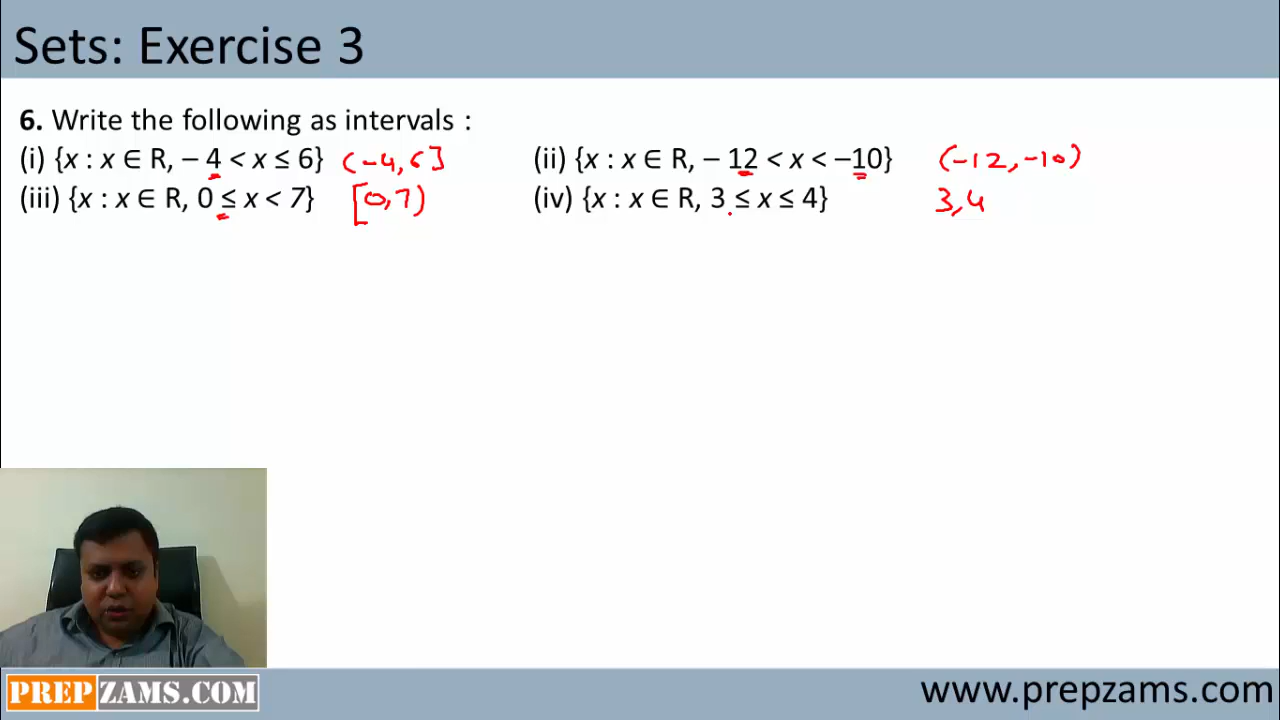 Sets: Exercise 3
6. Write the following as intervals :
(i) {x : x ∈ R, – 4 < x ≤ 6} (-4, 6] (ii) {x : x ∈ R, – 12 < x < –10} (-12, -10)
(iii) {x : x ∈ R, 0 ≤ x < 7} [0, 7) (iv) {x : x ∈ R, 3 ≤ x ≤ 4} 3, 4
PREPZAMS.COM www.prepzams.com